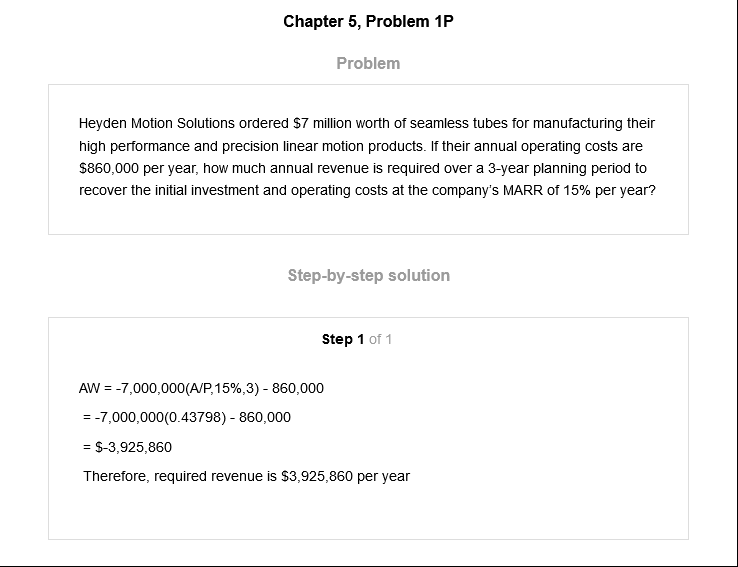 Chapter 5, Problem 1P
Problem
Heyden Motion Solutions ordered $7 million worth of seamless tubes for manufacturing their
high performance and precision linear motion products. If their annual operating costs are
$860,000 per year, how much annual revenue is required over a 3-year planning period to
recover the initial investment and operating costs at the company's MARR of 15% per year?
Step-by-step solution
Step 1 of 1
AW = -7,000,000(A/P,15%,3) - 860,000
= -7,000,000(0.43798) - 860,000
= $-3,925,860
Therefore, required revenue is $3,925,860 per year